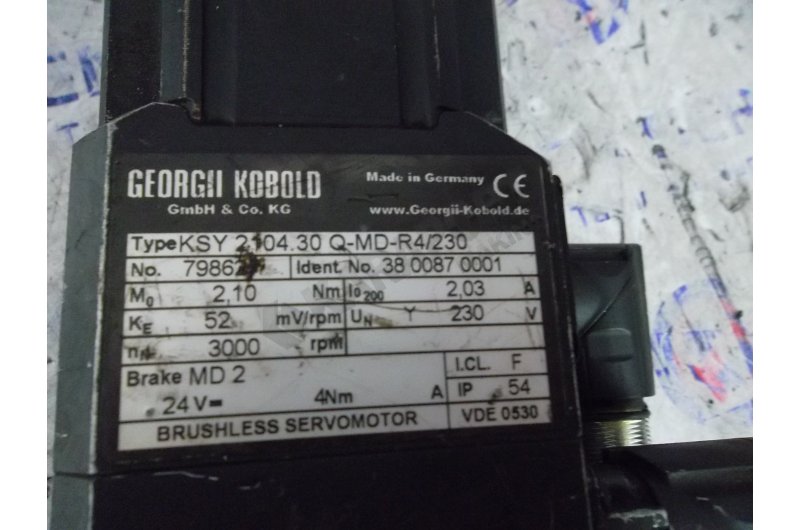 GEORGII KOBOLD
GmbH & Co. KG
Made in Germany CE
www.Georgii-Kobold.de
Type KSY 2104.30 Q-MD-R4/230
No. Ident. No. 38 0087 0001
M0 2,10 Nm I0 200 2,03 A
KE 52 mV/rpm UN Y 230 V
nN 3000 rpm
Brake MD 2 I.CL. F
24V= 4Nm A IP 54
BRUSHLESS SERVOMOTOR VDE 0530